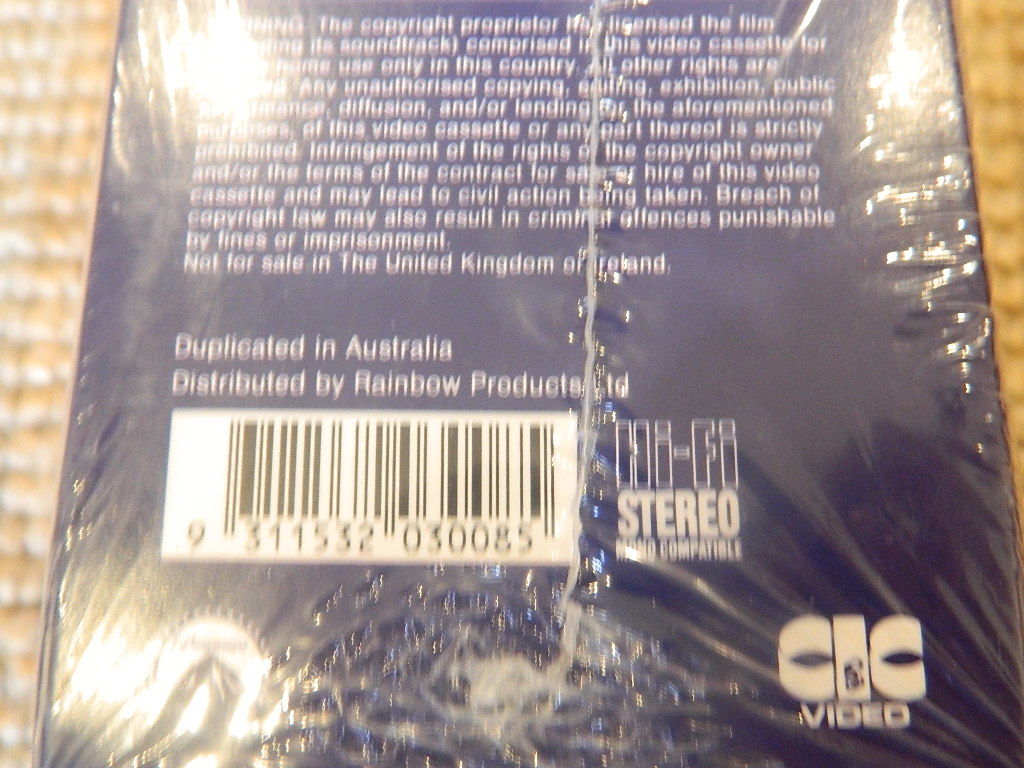 The copyright proprietor licensed the film
its soundtrack) comprised in this video cassette for
use only in this country. All other rights are
Any unauthorised copying, exhibition, public
diffusion, and/or lending for the aforementioned
purposes, of this video cassette or any part thereof is strictly
prohibited. Infringement of the rights of the copyright owner
and/or the terms of the contract for sale or hire of this video
cassette and may lead to civil action being taken. Breach of
copyright law may also result in criminal offences punishable
by fines or imprisonment.
Not for sale in The United Kingdom or Ireland.
Duplicated in Australia
Distributed by Rainbow Products Ltd
Hi-Fi
STEREO
MONO COMPATIBLE
9 311532 030085
Paramount
CIC
VIDEO